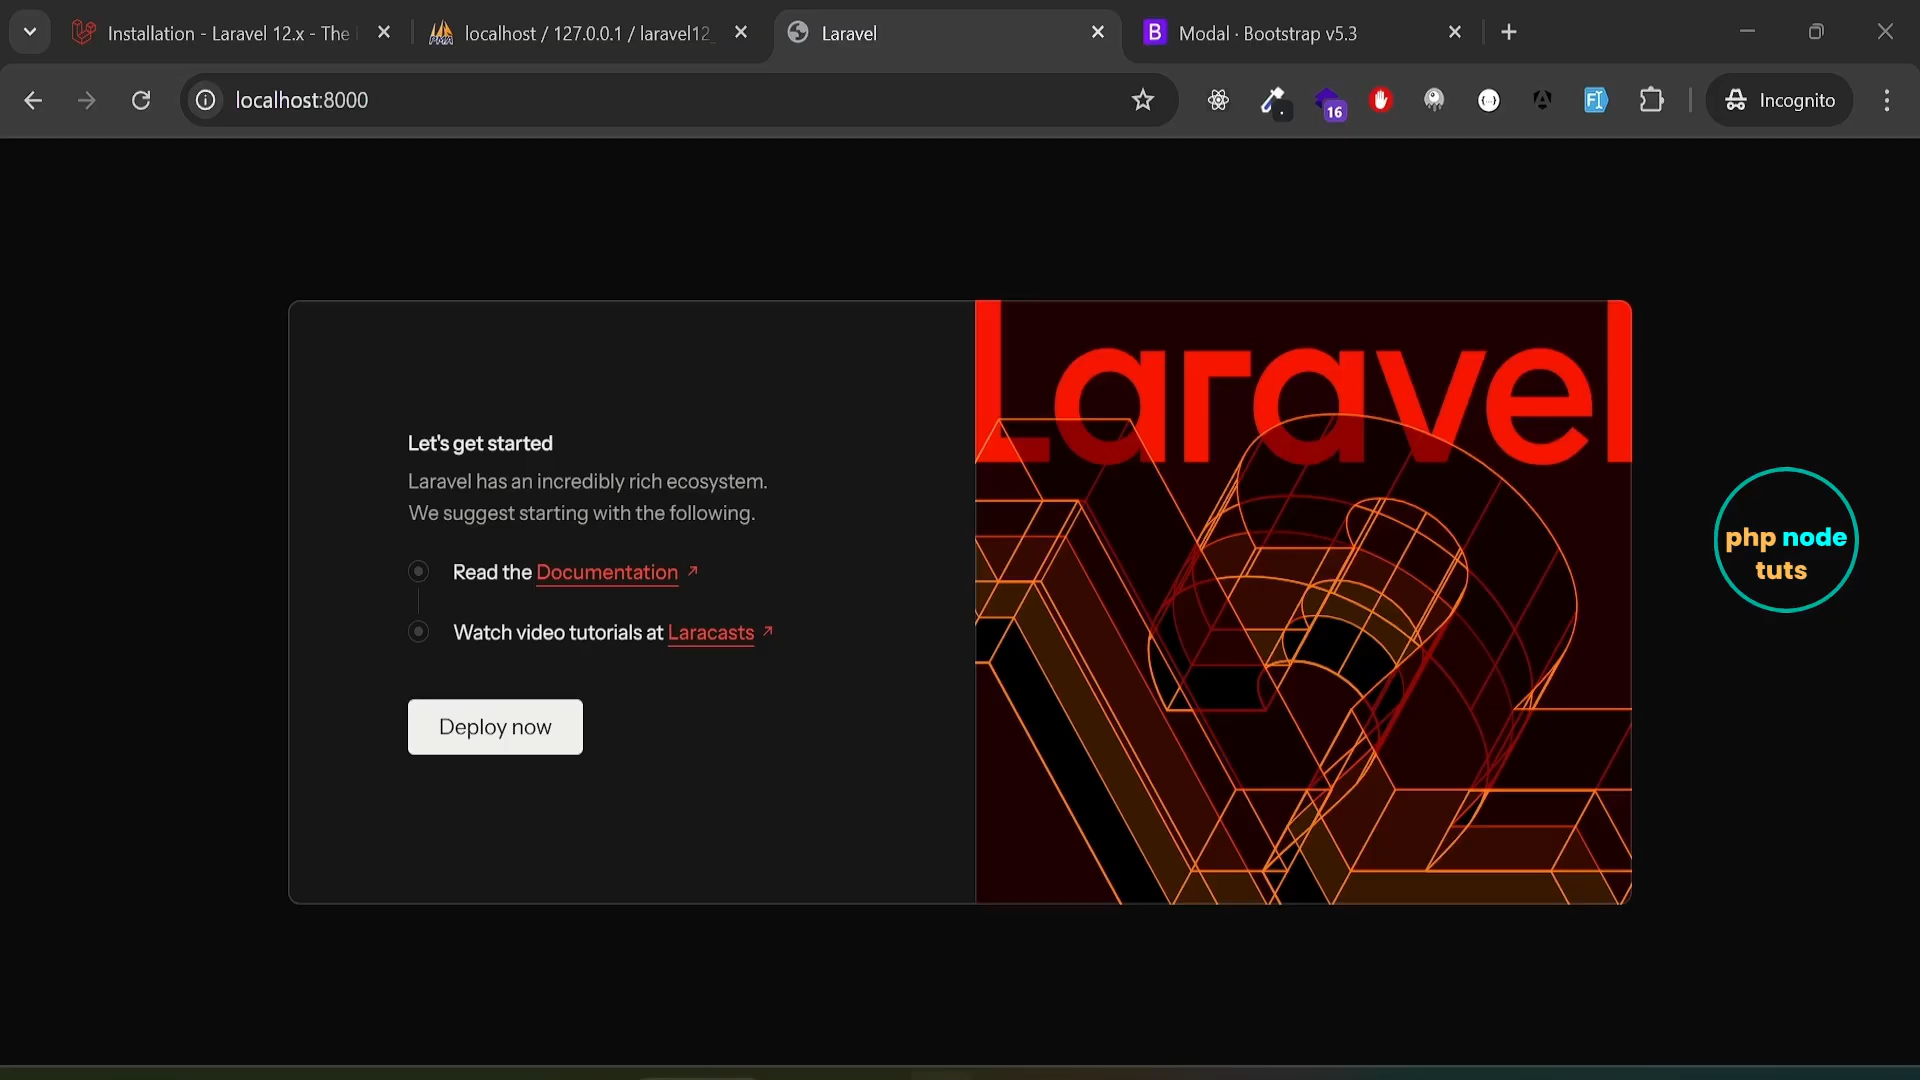 Installation - Laravel 12.x - The
localhost / 127.0.0.1 / laravel12_
Laravel
Modal · Bootstrap v5.3
localhost:8000
16
Incognito
Laravel
Let's get started
Laravel has an incredibly rich ecosystem.
We suggest starting with the following.
Read the Documentation
Watch video tutorials at Laracasts
Deploy now
php node
tuts